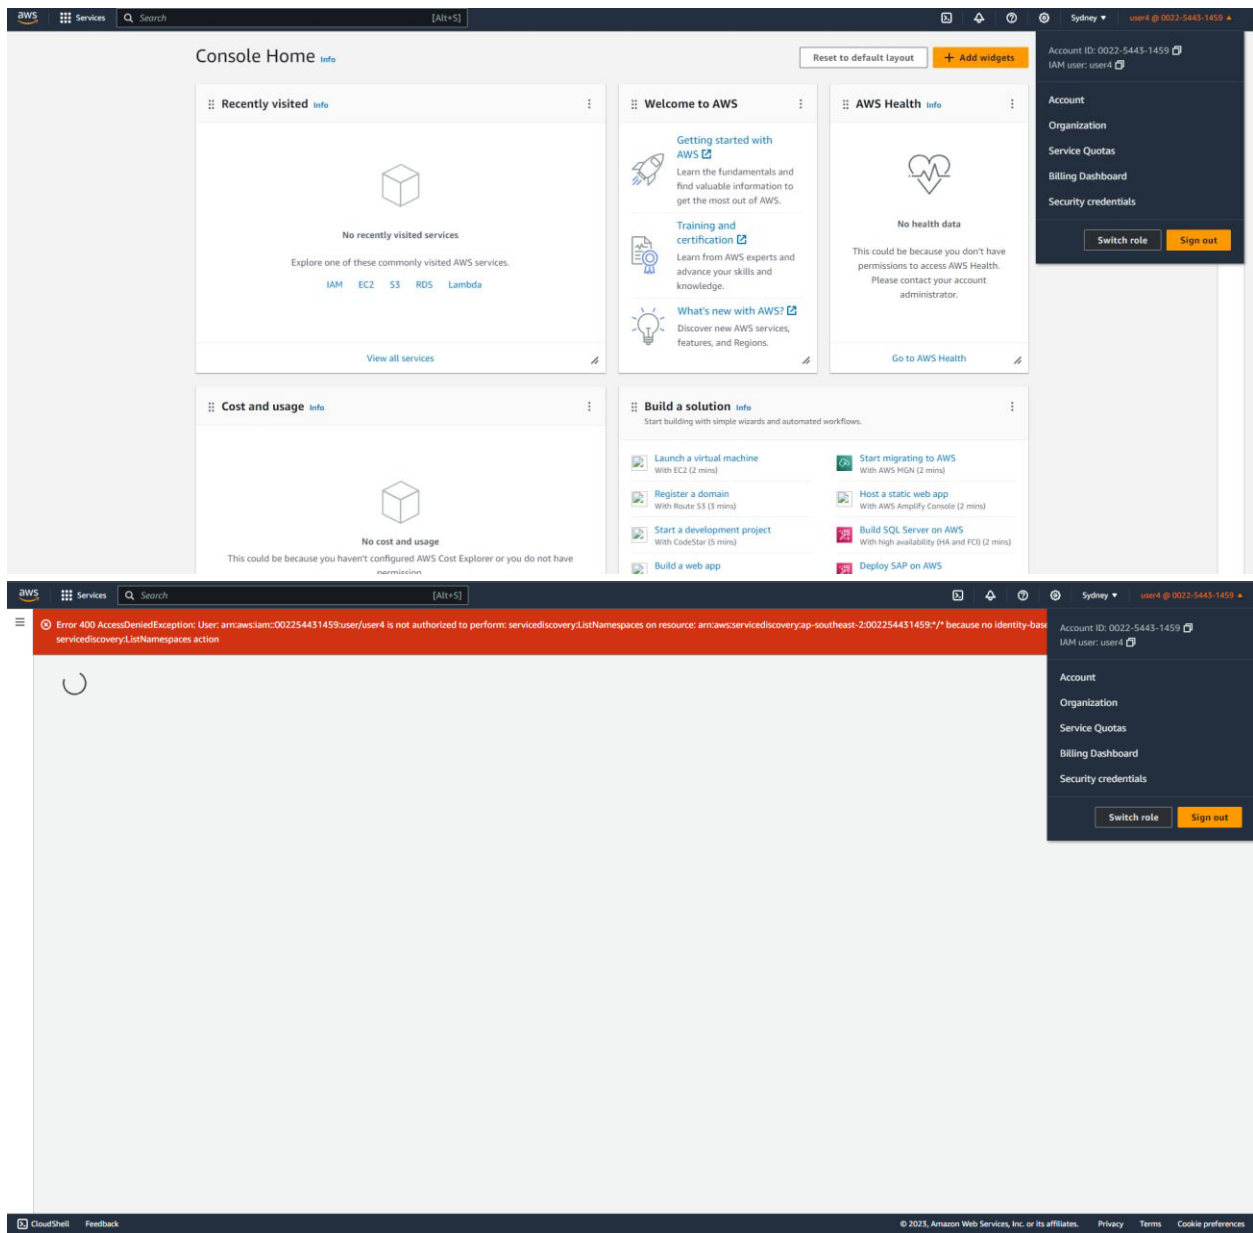 aws Services Search [Alt+S] Sydney ▼ user4 @ 0022-5443-1459 ▲
Account ID: 0022-5443-1459
IAM user: user4
Account
Organization
Service Quotas
Billing Dashboard
Security credentials
Switch role Sign out
Console Home Info
Reset to default layout + Add widgets
Recently visited Info
No recently visited services
Explore one of these commonly visited AWS services.
IAM EC2 S3 RDS Lambda
View all services
Welcome to AWS
Getting started with
AWS
Learn the fundamentals and
find valuable information to
get the most out of AWS.
Training and
certification
Learn from AWS experts and
advance your skills and
knowledge.
What's new with AWS?
Discover new AWS services,
features, and Regions.
AWS Health Info
No health data
This could be because you don't have
permissions to access AWS Health.
Please contact your account
administrator.
Go to AWS Health
Cost and usage Info
No cost and usage
This could be because you haven't configured AWS Cost Explorer or you do not have
permission
Build a solution Info
Start building with simple wizards and automated workflows.
Launch a virtual machine
With EC2 (2 mins)
Register a domain
With Route 53 (3 mins)
Start a development project
With CodeStar (5 mins)
Build a web app
Start migrating to AWS
With AWS MGN (2 mins)
Host a static web app
With AWS Amplify Console (2 mins)
Build SQL Server on AWS
With high availability (HA and FCI) (2 mins)
Deploy SAP on AWS
aws Services Search [Alt+S] Sydney ▼ user4 @ 0022-5443-1459 ▲
Error 400 AccessDeniedException: User: arn:aws:iam::002254431459:user/user4 is not authorized to perform: servicediscovery:ListNamespaces on resource: arn:aws:servicediscovery:ap-southeast-2:002254431459:*/* because no identity-base
servicediscovery:ListNamespaces action
Account ID: 0022-5443-1459
IAM user: user4
Account
Organization
Service Quotas
Billing Dashboard
Security credentials
Switch role Sign out
CloudShell Feedback © 2023, Amazon Web Services, Inc. or its affiliates. Privacy Terms Cookie preferences